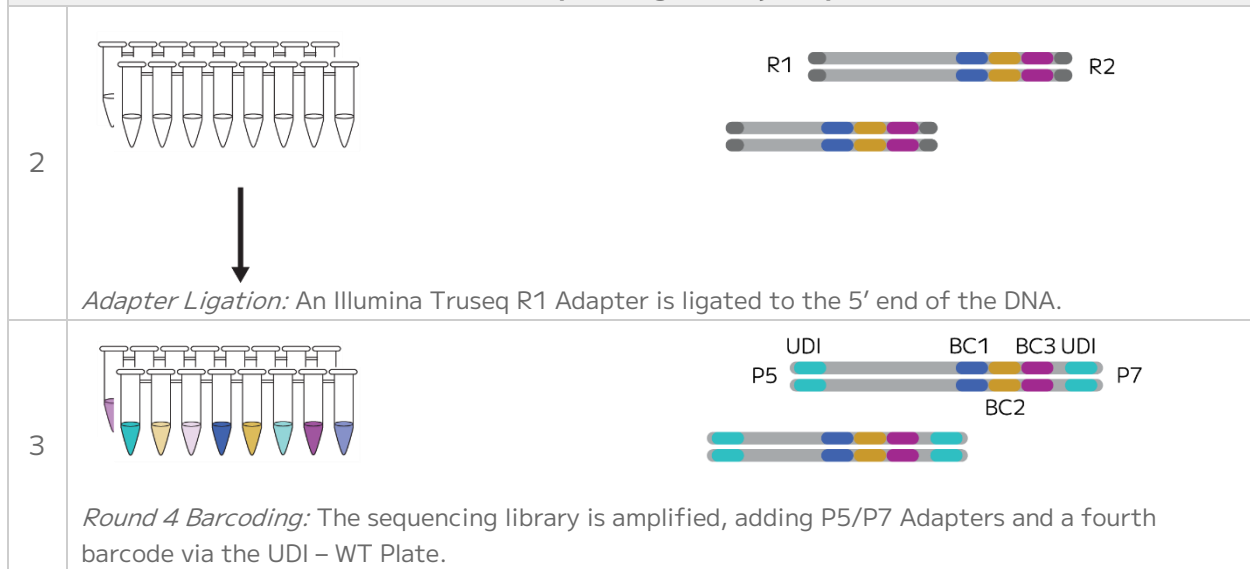 2
R1
R2
Adapter Ligation: An Illumina Truseq R1 Adapter is ligated to the 5’ end of the DNA.
3
UDI BC1 BC3 UDI
P5 P7
BC2
Round 4 Barcoding: The sequencing library is amplified, adding P5/P7 Adapters and a fourth
barcode via the UDI – WT Plate.